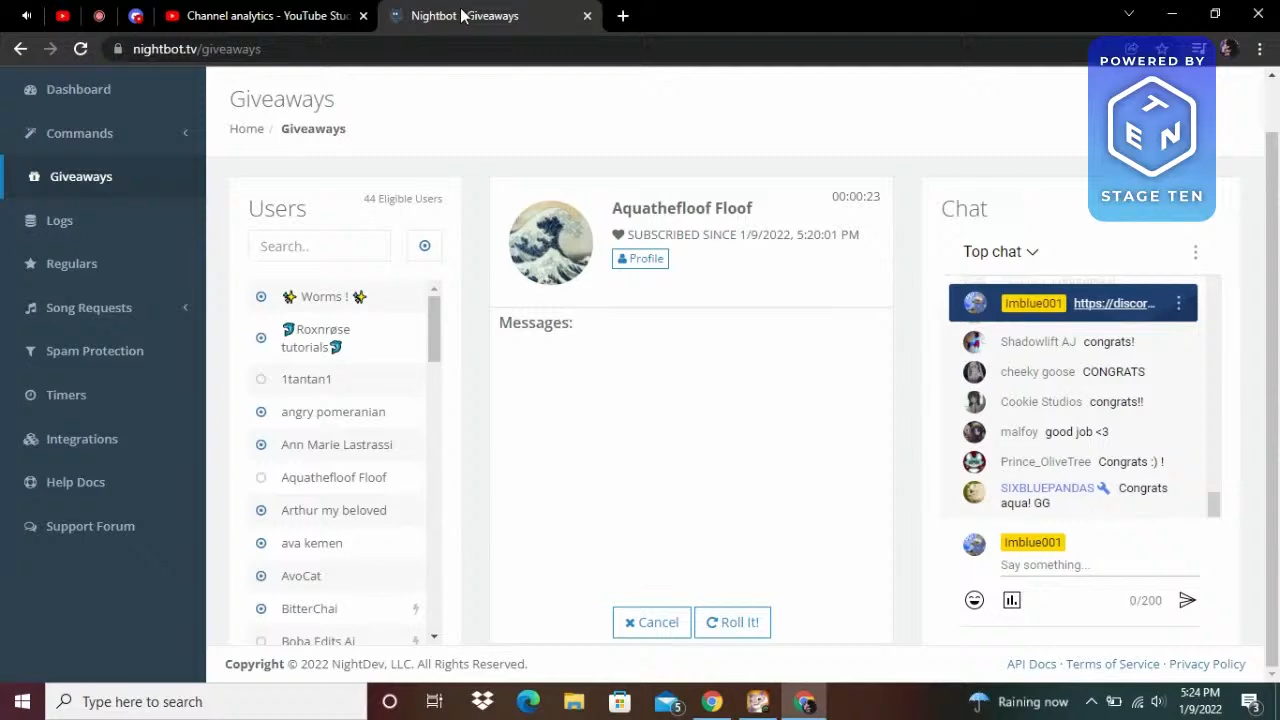 Channel analytics - YouTube Stud
Nightbot - Giveaways
nightbot.tv/giveaways
POWERED BY
TEN
STAGE TEN
Dashboard
Commands
Giveaways
Logs
Regulars
Song Requests
Spam Protection
Timers
Integrations
Help Docs
Support Forum
Giveaways
Home / Giveaways
Users
44 Eligible Users
Search..
✨ Worms ! ✨
🐬Roxnrøse
tutorials🐬
1tantan1
angry pomeranian
Ann Marie Lastrassi
Aquathefloof Floof
Arthur my beloved
ava kemen
AvoCat
BitterChai
Boba Edits Ai
Aquathefloof Floof
00:00:23
SUBSCRIBED SINCE 1/9/2022, 5:20:01 PM
Profile
Messages:
Cancel
Roll It!
Chat
Top chat
Imblue001 https://discor...
Shadowlift AJ congrats!
cheeky goose CONGRATS
Cookie Studios congrats!!
malfoy good job <3
Prince_OliveTree Congrats :) !
SIXBLUEPANDAS Congrats
aqua! GG
Imblue001
Say something...
0/200
Copyright © 2022 NightDev, LLC. All Rights Reserved.
API Docs · Terms of Service · Privacy Policy
Type here to search
5
Raining now
5:24 PM
1/9/2022
3